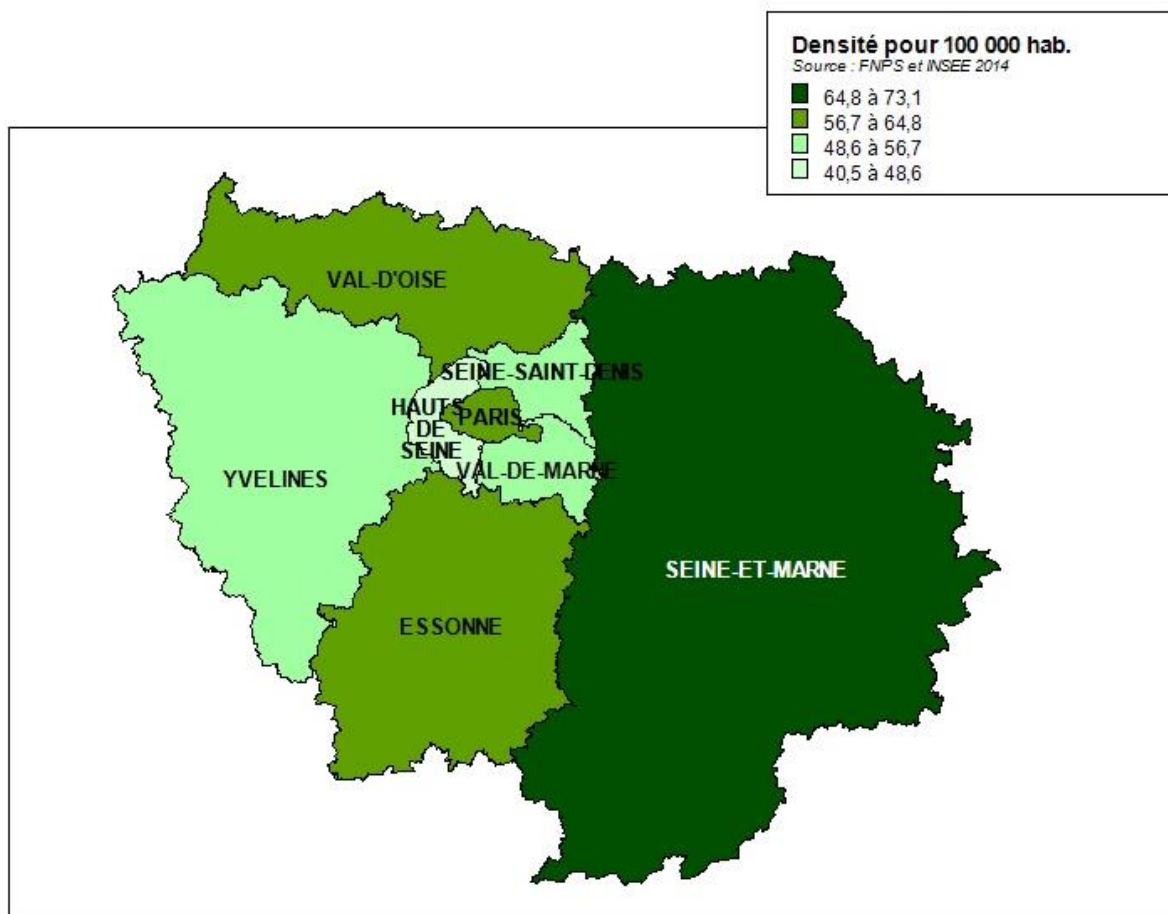 Densité pour 100 000 hab.
Source : FNPS et INSEE 2014
64,8 à 73,1
56,7 à 64,8
48,6 à 56,7
40,5 à 48,6
VAL-D'OISE
SEINE-SAINT-DENIS
HAUTS
DE
SEINE
PARIS
VAL-DE-MARNE
YVELINES
SEINE-ET-MARNE
ESSONNE